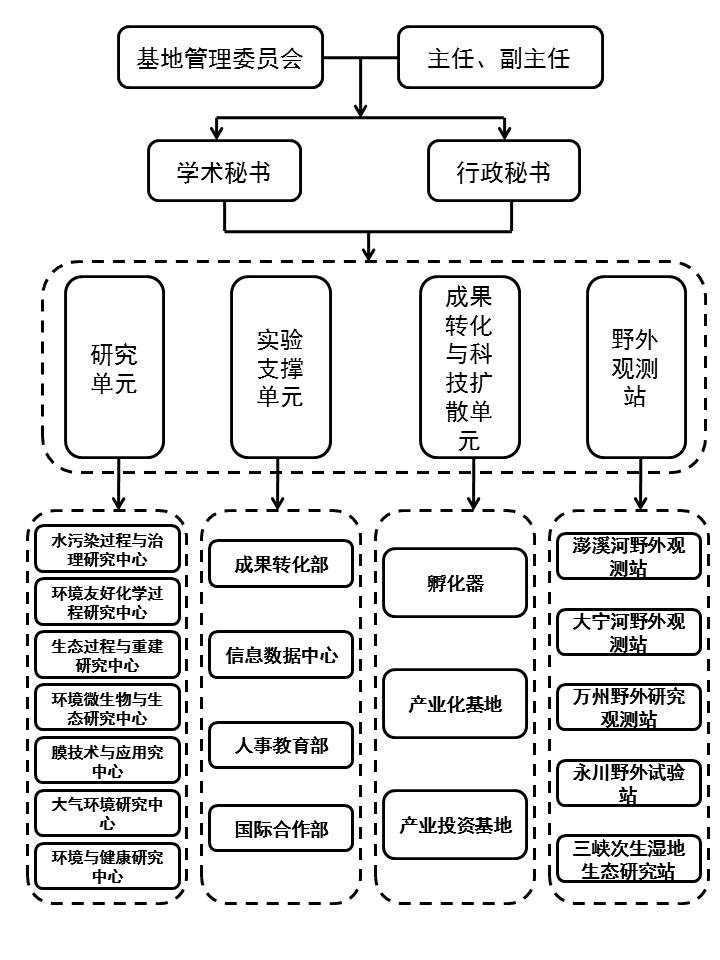 基地管理委员会
主任、副主任
学术秘书
行政秘书
研究
单元
实验
支撑
单元
成果
转化
与科
技扩
散单
元
野外
观测
站
水污染过程与治
理研究中心
环境友好化学过
程研究中心
生态过程与重建
研究中心
环境微生物与生
态研究中心
膜技术与应用究
中心
大气环境研究中
心
环境与健康研究
中心
成果转化部
信息数据中心
人事教育部
国际合作部
孵化器
产业化基地
产业投资基地
澎溪河野外观
测站
大宁河野外观
测站
万州野外研究
观测站
永川野外试验
站
三峡次生湿地
生态研究站